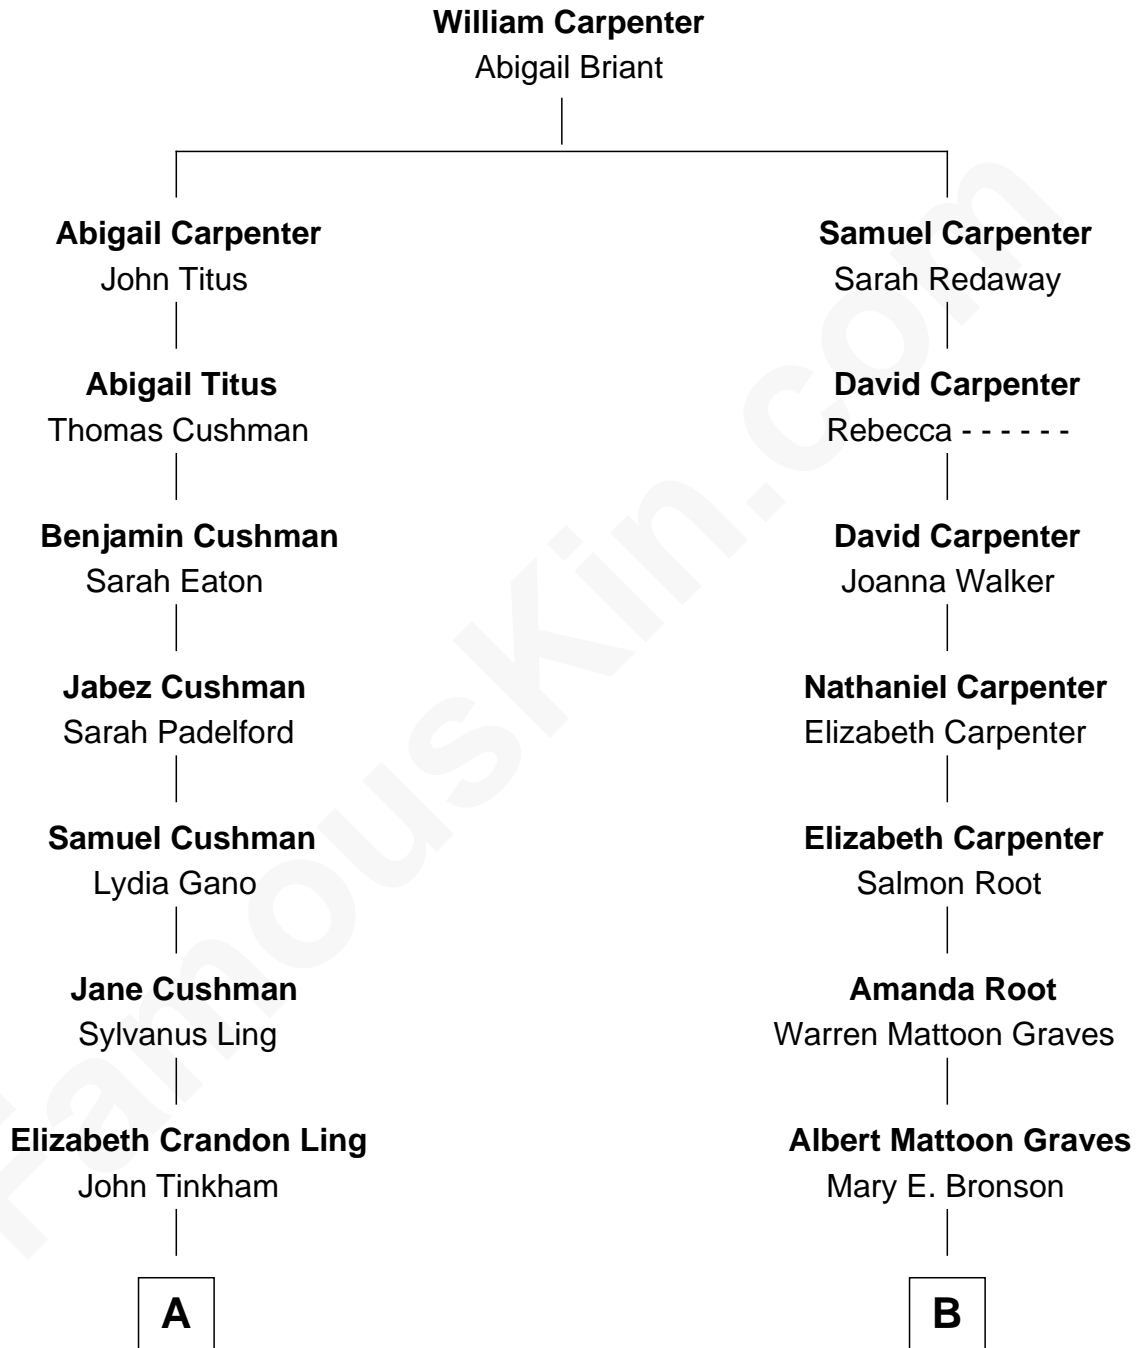 William Carpenter
Abigail Briant
Abigail Carpenter
John Titus
Samuel Carpenter
Sarah Redaway
Abigail Titus
Thomas Cushman
David Carpenter
Rebecca - - - - - -
Benjamin Cushman
Sarah Eaton
David Carpenter
Joanna Walker
Jabez Cushman
Sarah Padelford
Nathaniel Carpenter
Elizabeth Carpenter
Samuel Cushman
Lydia Gano
Elizabeth Carpenter
Salmon Root
Jane Cushman
Sylvanus Ling
Amanda Root
Warren Mattoon Graves
Elizabeth Crandon Ling
John Tinkham
Albert Mattoon Graves
Mary E. Bronson
A
B
FamousKin.com